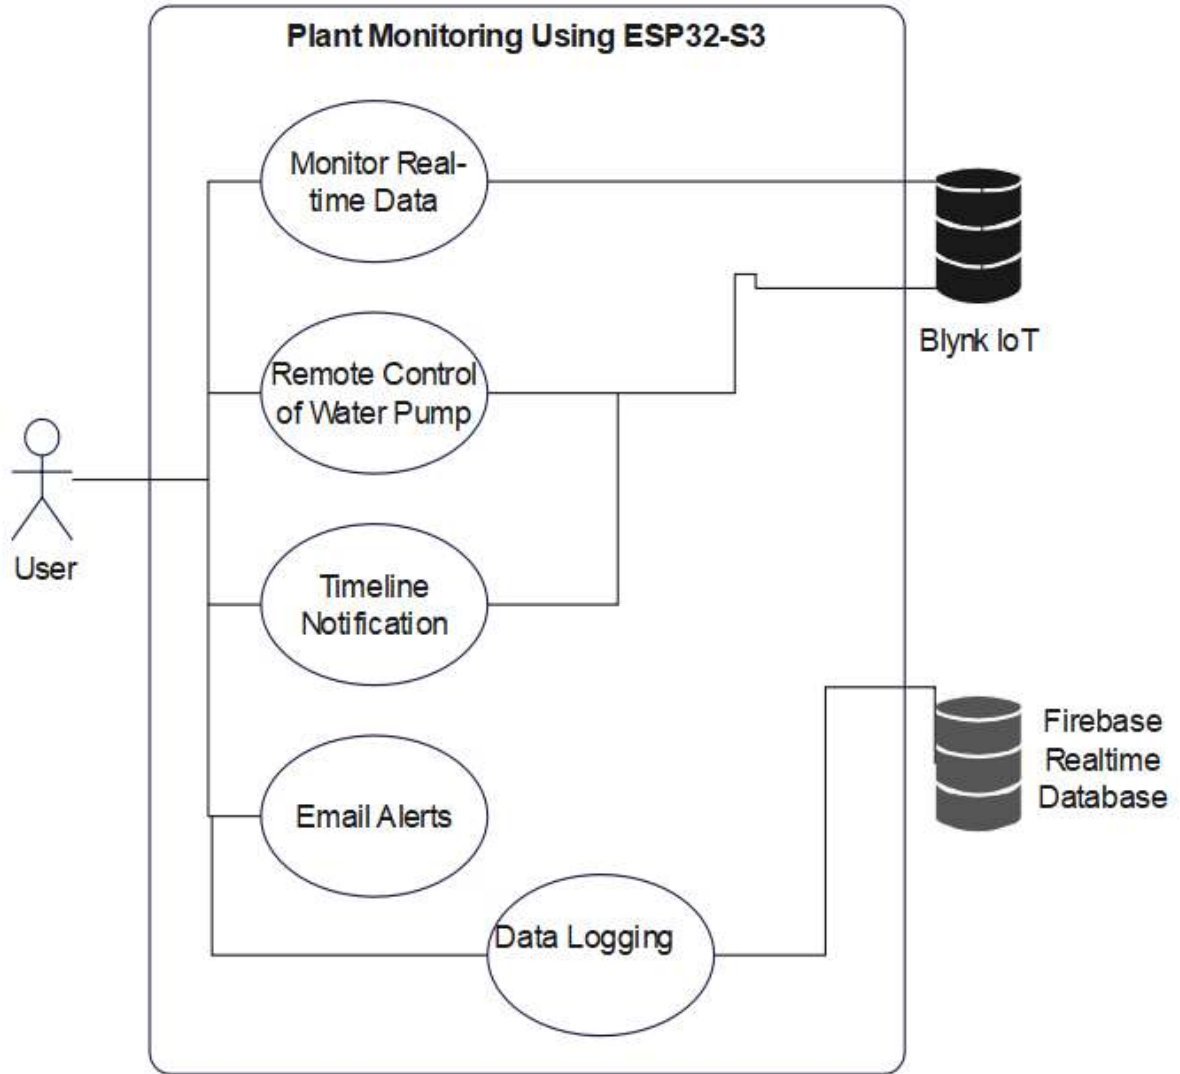 Plant Monitoring Using ESP32-S3
Monitor Real-
time Data
Blynk IoT
Remote Control
of Water Pump
User
Timeline
Notification
Firebase
Realtime
Database
Email Alerts
Data Logging